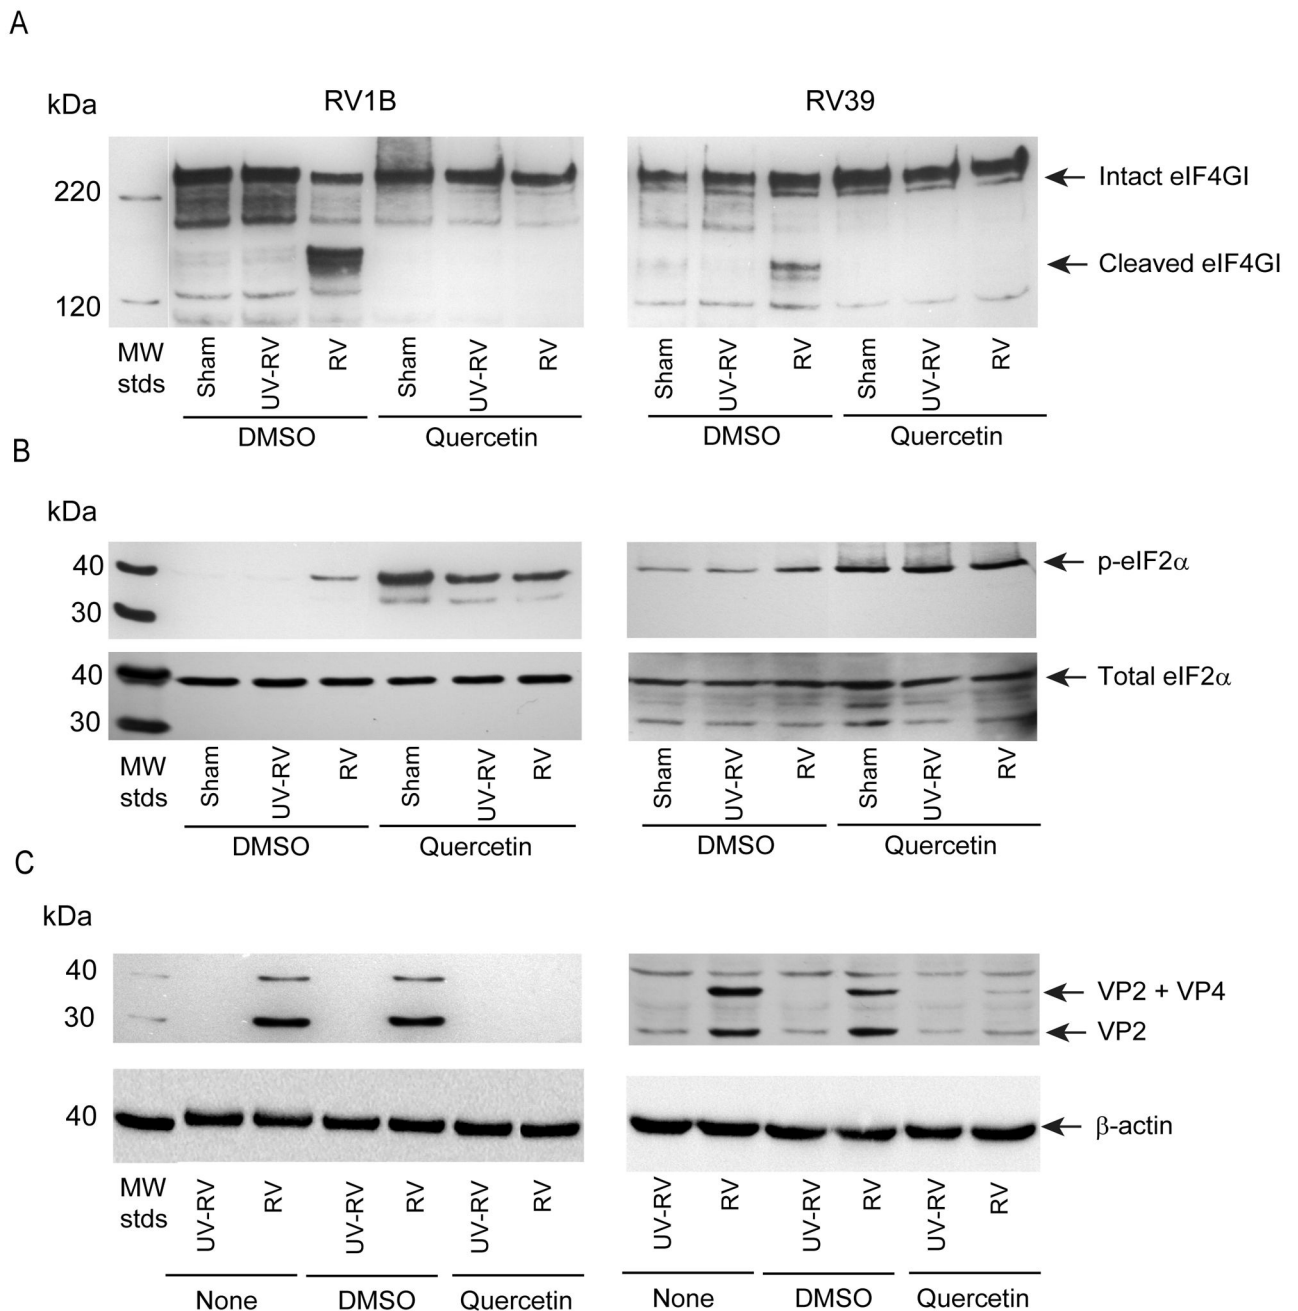 A
kDa
RV1B
RV39
220
120
Intact eIF4GI
Cleaved eIF4GI
MW
stds
Sham
UV-RV
RV
Sham
UV-RV
RV
Sham
UV-RV
RV
Sham
UV-RV
RV
DMSO
Quercetin
DMSO
Quercetin
B
kDa
40
30
p-eIF2α
40
30
Total eIF2α
MW
stds
Sham
UV-RV
RV
Sham
UV-RV
RV
Sham
UV-RV
RV
Sham
UV-RV
RV
DMSO
Quercetin
DMSO
Quercetin
C
kDa
40
30
VP2 + VP4
VP2
40
β-actin
MW
stds
UV-RV
RV
UV-RV
RV
UV-RV
RV
UV-RV
RV
UV-RV
RV
UV-RV
RV
None
DMSO
Quercetin
None
DMSO
Quercetin